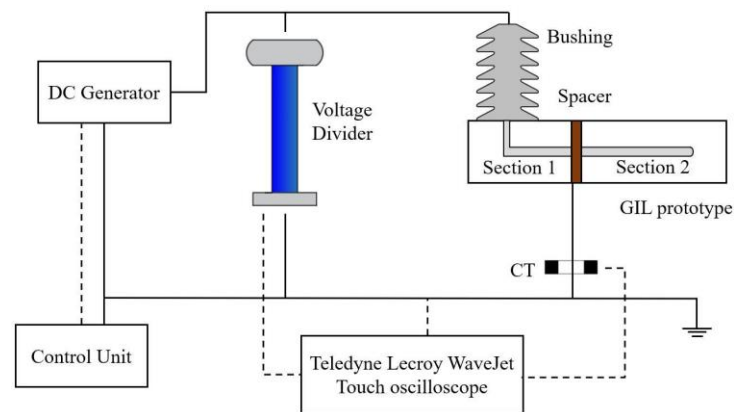 Bushing
DC Generator
Voltage
Divider
Spacer
Section 1
Section 2
GIL prototype
CT
Control Unit
Teledyne Lecroy WaveJet
Touch oscilloscope